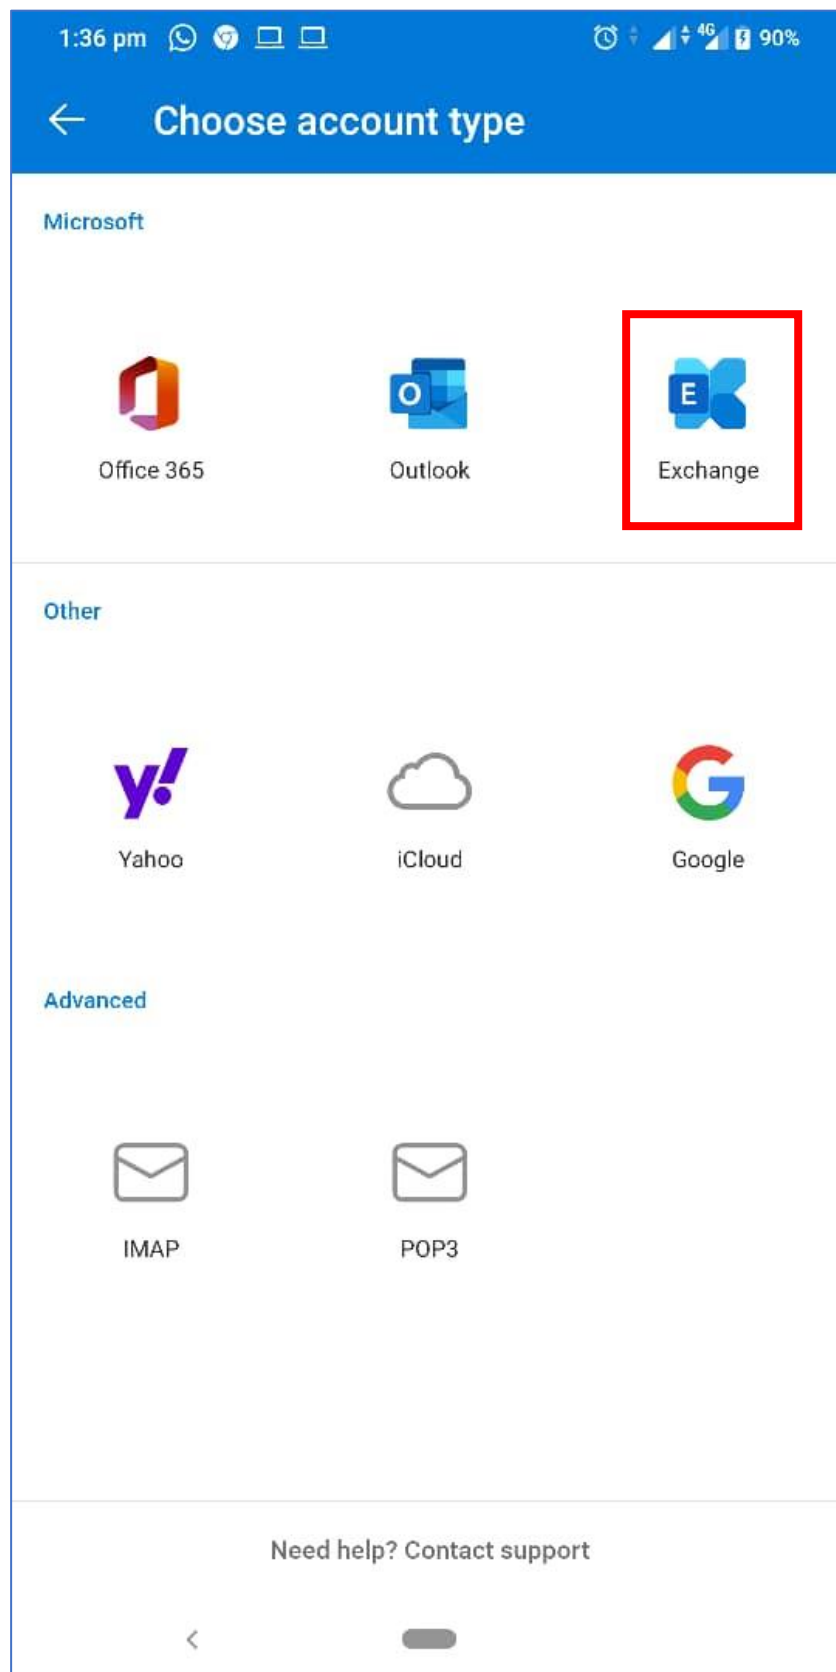 1:36 pm 4G 90%
Choose account type
Microsoft
O E
Office 365 Outlook Exchange
Other
y!
Yahoo iCloud Google
Advanced
IMAP POP3
Need help? Contact support